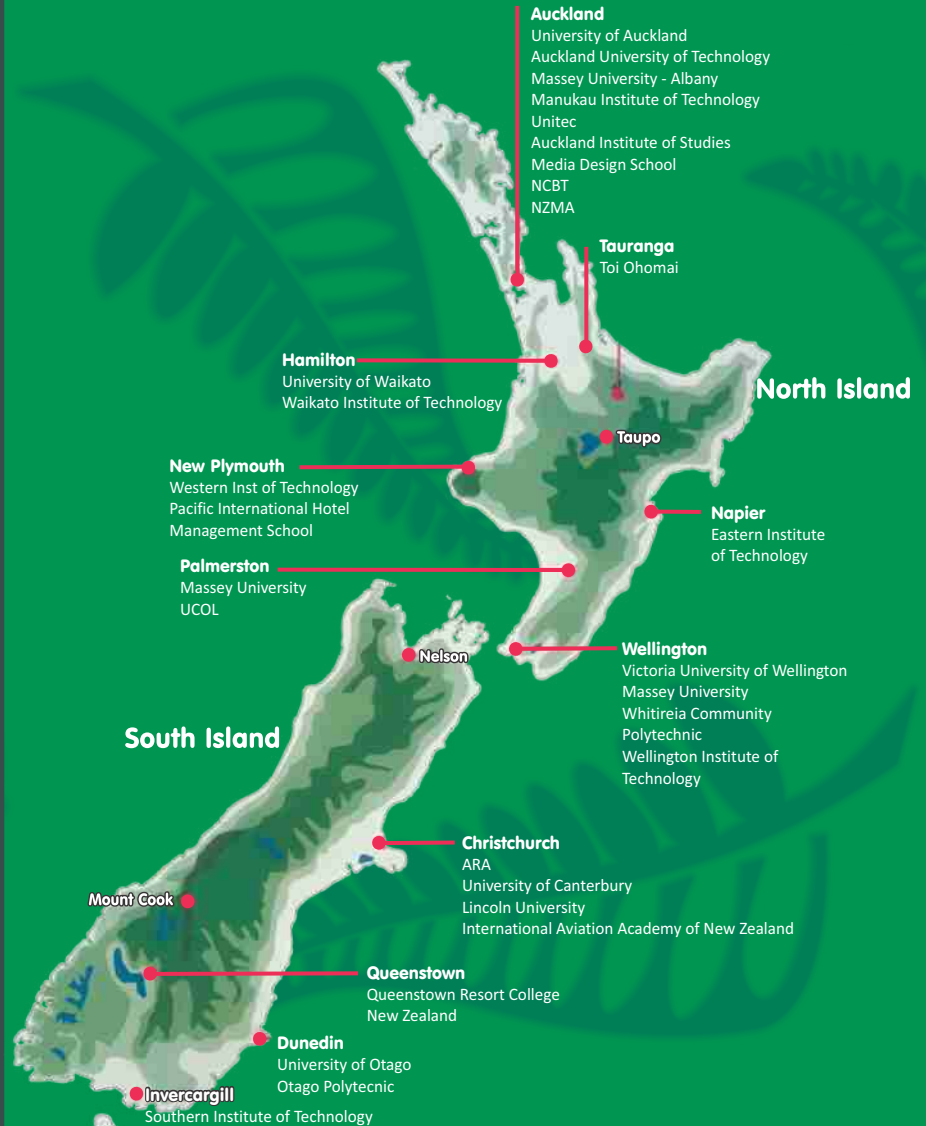 Auckland
University of Auckland
Auckland University of Technology
Massey University - Albany
Manukau Institute of Technology
Unitec
Auckland Institute of Studies
Media Design School
NCBT
NZMA
Tauranga
Toi Ohomai
Hamilton
University of Waikato
Waikato Institute of Technology
North Island
Taupo
New Plymouth
Western Inst of Technology
Pacific International Hotel
Management School
Napier
Eastern Institute
of Technology
Palmerston
Massey University
UCOL
Nelson
Wellington
Victoria University of Wellington
Massey University
Whitireia Community
Polytechnic
Wellington Institute of
Technology
South Island
Christchurch
ARA
University of Canterbury
Lincoln University
International Aviation Academy of New Zealand
Mount Cook
Queenstown
Queenstown Resort College
New Zealand
Dunedin
University of Otago
Otago Polytecnic
Invercargill
Southern Institute of Technology